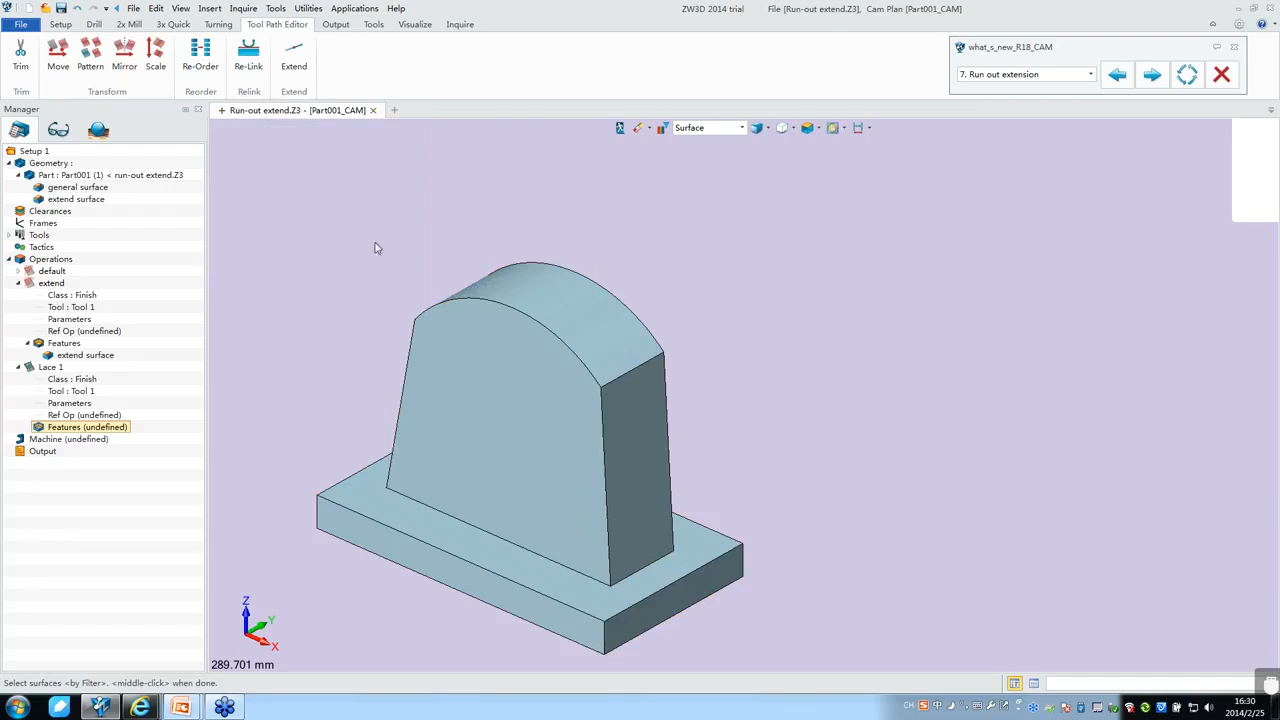 File Edit View Insert Inquire Tools Utilities Applications Help
ZW3D 2014 trial
File [Run-out extend.Z3], Cam Plan [Part001_CAM]
File Setup Drill 2x Mill 3x Quick Turning Tool Path Editor Output Tools Visualize Inquire
Trim Move Pattern Mirror Scale Re-Order Re-Link Extend
Trim Transform Reorder Relink Extend
what_s_new_R18_CAM
7. Run out extension
Manager
Run-out extend.Z3 - [Part001_CAM]
Surface
Setup 1
Geometry :
Part : Part001 (1) < run-out extend.Z3
general surface
extend surface
Clearances
Frames
Tools
Tactics
Operations
default
extend
Class : Finish
Tool : Tool 1
Parameters
Ref Op (undefined)
Features
extend surface
Lace 1
Class : Finish
Tool : Tool 1
Parameters
Ref Op (undefined)
Features (undefined)
Machine (undefined)
Output
Z
Y
X
289.701 mm
Select surfaces <by Filter>. <middle-click> when done.
CH
16:30
2014/2/25